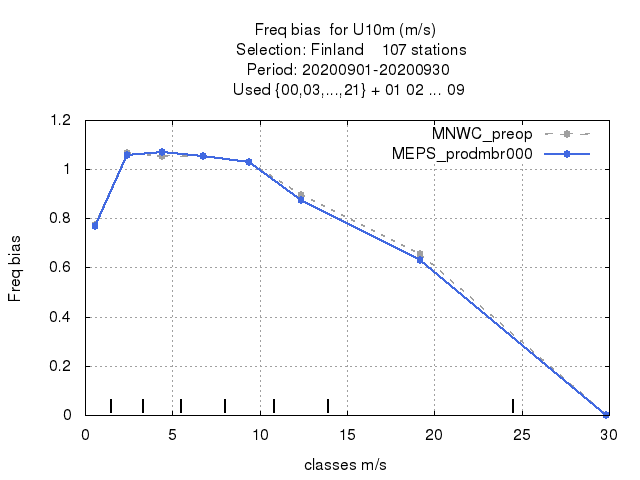 Freq bias  for U10m (m/s)
Selection: Finland    107 stations
Period: 20200901-20200930
Used {00,03,...,21} + 01 02 ... 09
MNWC_preop
MEPS_prodmbr000
Freq bias
1.2
1
0.8
0.6
0.4
0.2
0
0 5 10 15 20 25 30
classes m/s